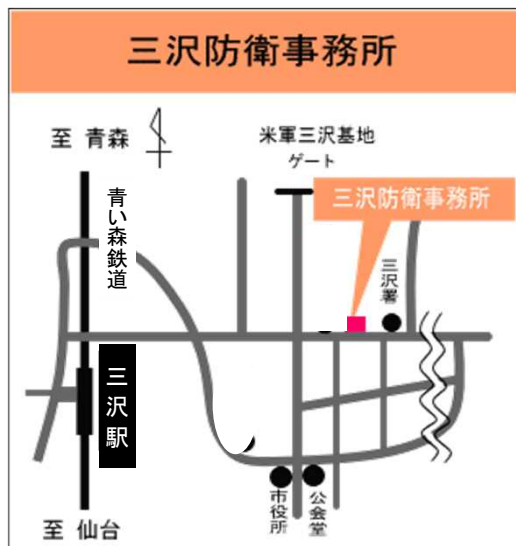 三沢防衛事務所
至 青森
米軍三沢基地
ゲート
三沢防衛事務所
青い森鉄道
三沢署
三沢駅
市役所
公会堂
至 仙台